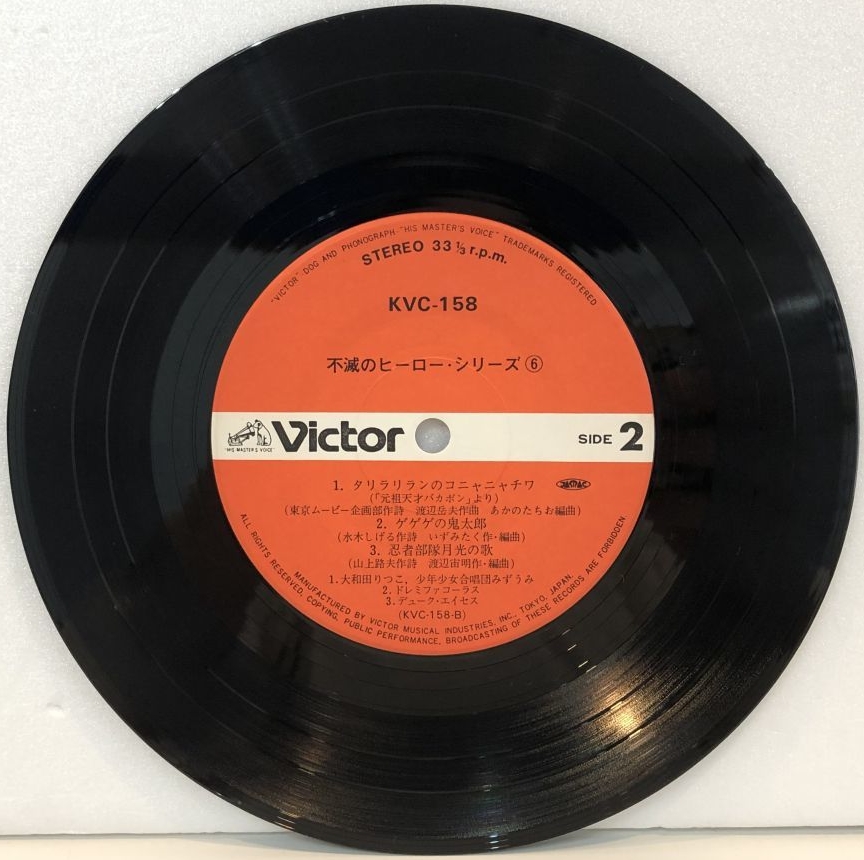 "VICTOR" DOG AND PHONOGRAPH "HIS MASTER'S VOICE" TRADEMARKS REGISTERED
STEREO 33 ⅓ r.p.m.
KVC-158
不滅のヒーロー・シリーズ⑥
"HIS MASTER'S VOICE"
Victor
SIDE 2
1. タリラリランのコニャニャチワ
(「元祖天才バカボン」より)
(東京ムービー企画部作詩 渡辺岳夫作曲 あかのたちお編曲)
2. ゲゲゲの鬼太郎
(水木しげる作詩 いずみたく作・編曲)
3. 忍者部隊月光の歌
(山上路夫作詩 渡辺宙明作・編曲)
1. 大和田りつこ, 少年少女合唱団みずうみ
2. ドレミファコーラス
3. デューク・エイセス
(KVC-158-B)
MANUFACTURED BY VICTOR MUSICAL INDUSTRIES, INC., TOKYO, JAPAN.
ALL RIGHTS RESERVED, COPYING, PUBLIC PERFORMANCE, BROADCASTING OF THESE RECORDS ARE FORBIDDEN